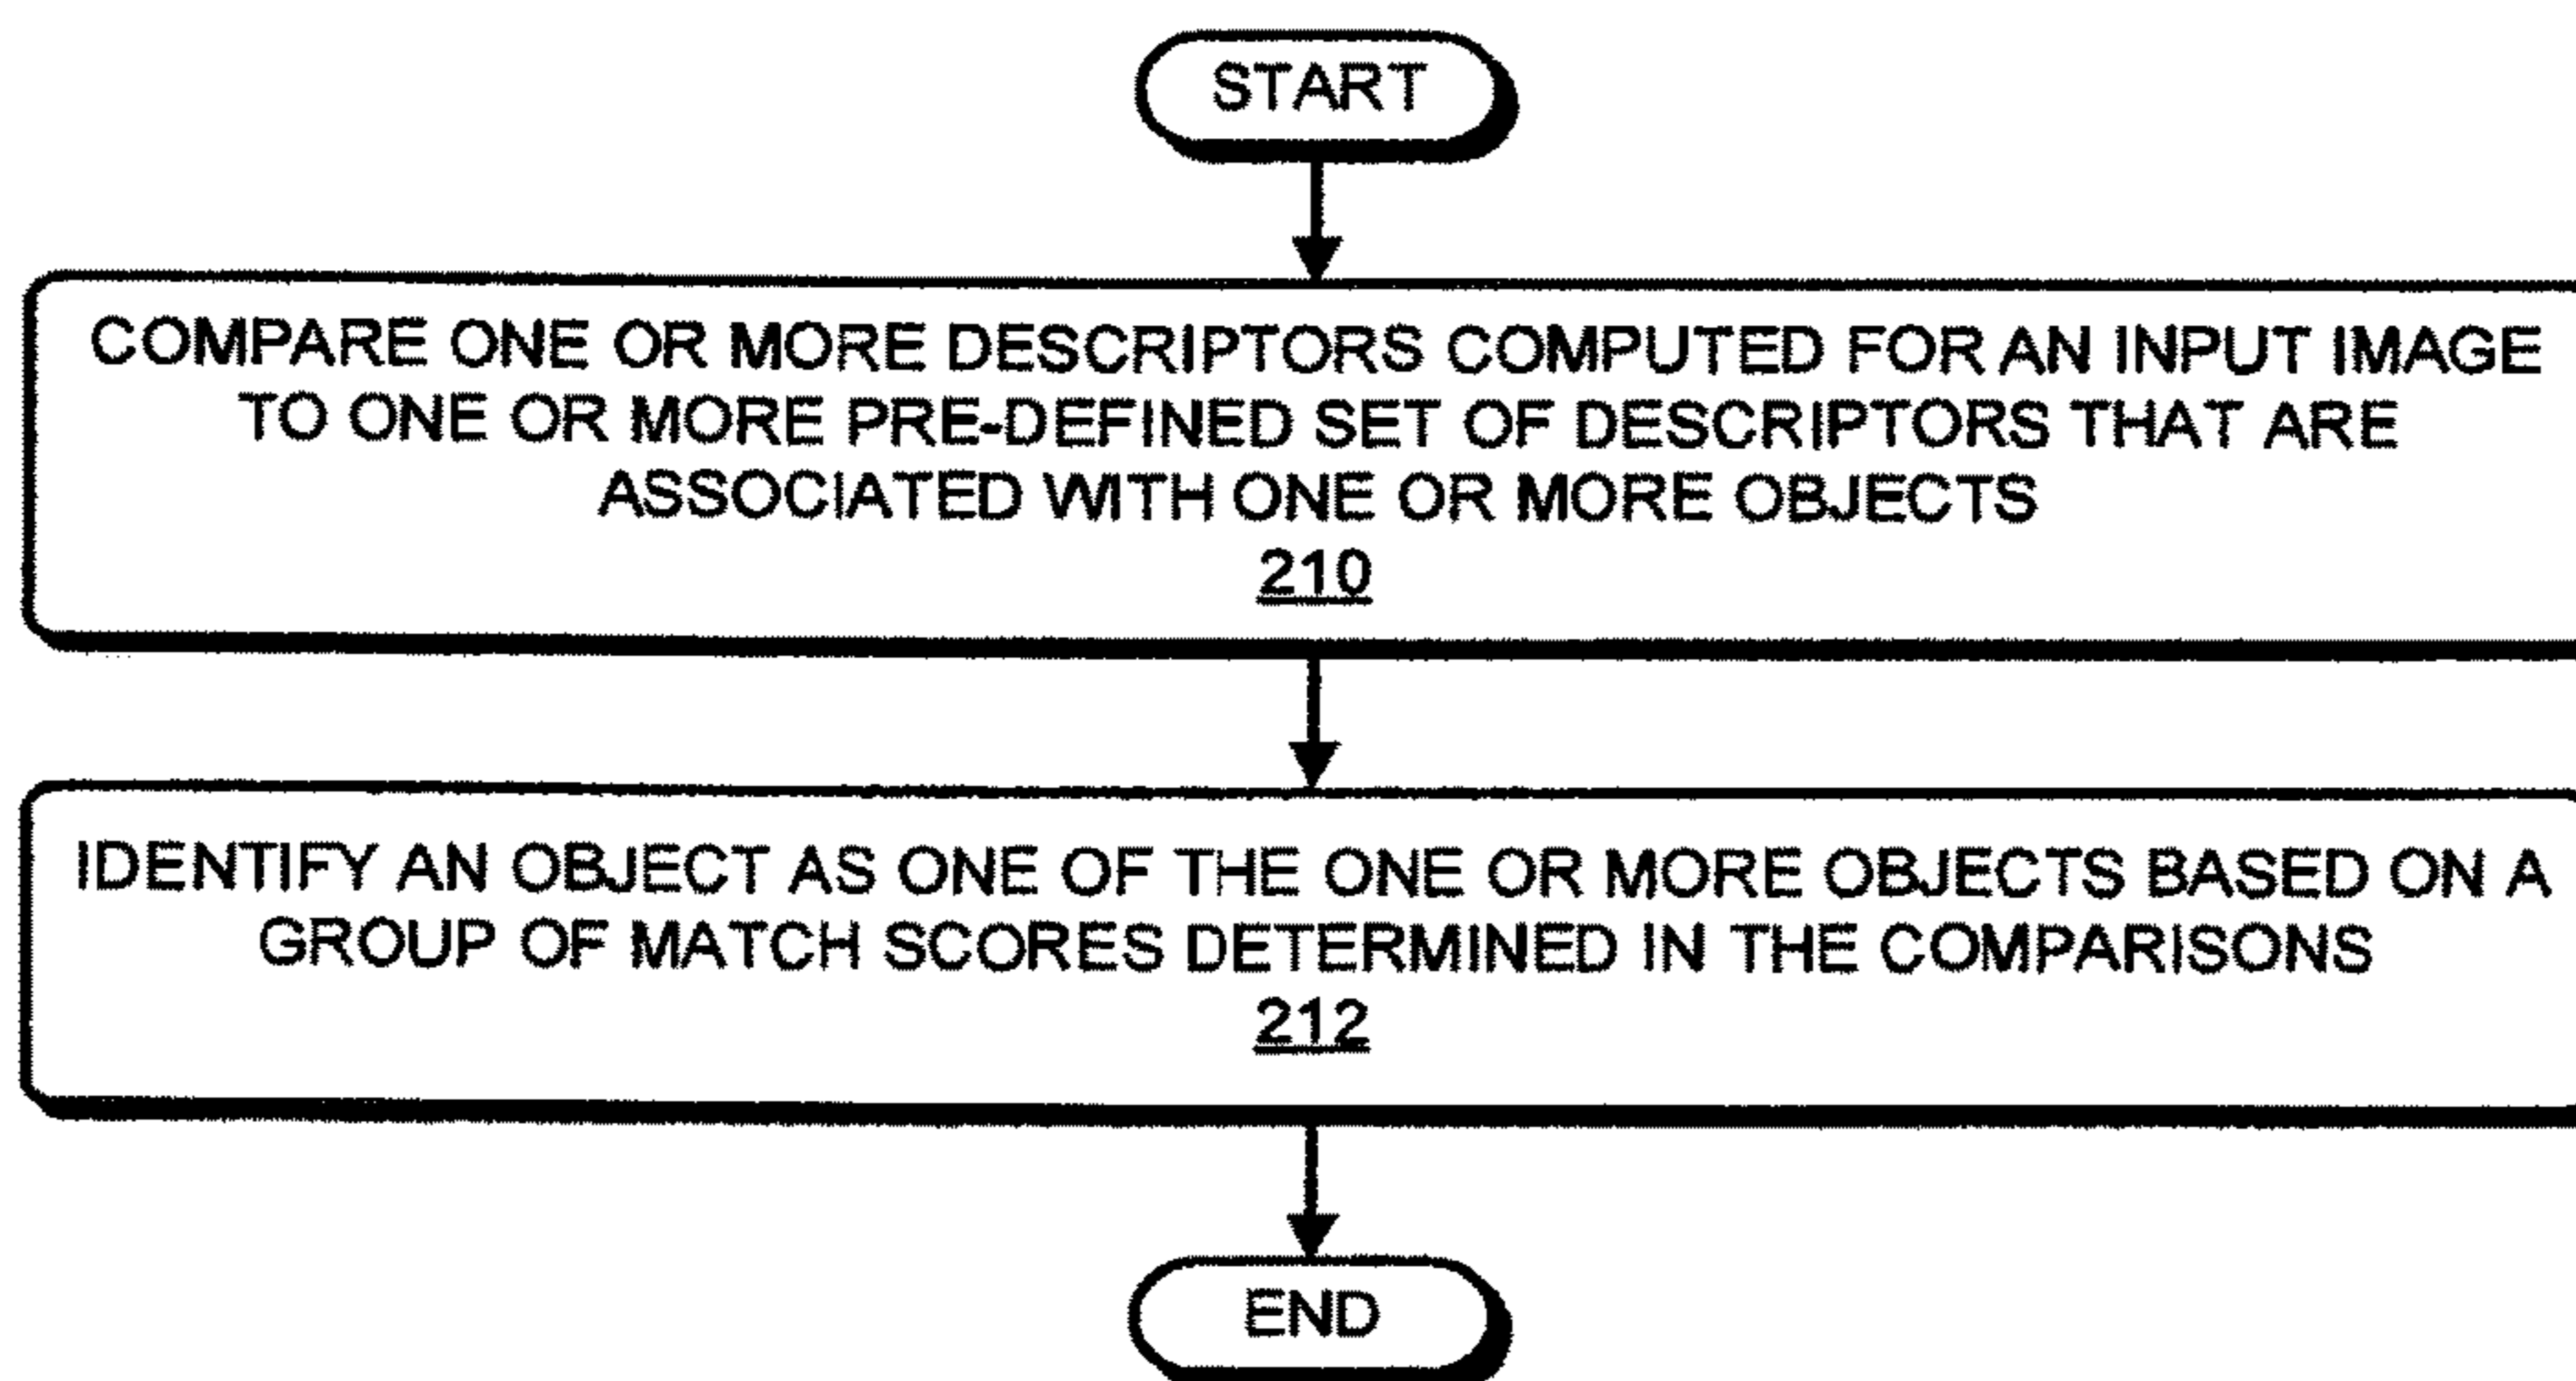 START
COMPARE ONE OR MORE DESCRIPTORS COMPUTED FOR AN INPUT IMAGE
TO ONE OR MORE PRE-DEFINED SET OF DESCRIPTORS THAT ARE
ASSOCIATED WITH ONE OR MORE OBJECTS
210
IDENTIFY AN OBJECT AS ONE OF THE ONE OR MORE OBJECTS BASED ON A
GROUP OF MATCH SCORES DETERMINED IN THE COMPARISONS
212
END